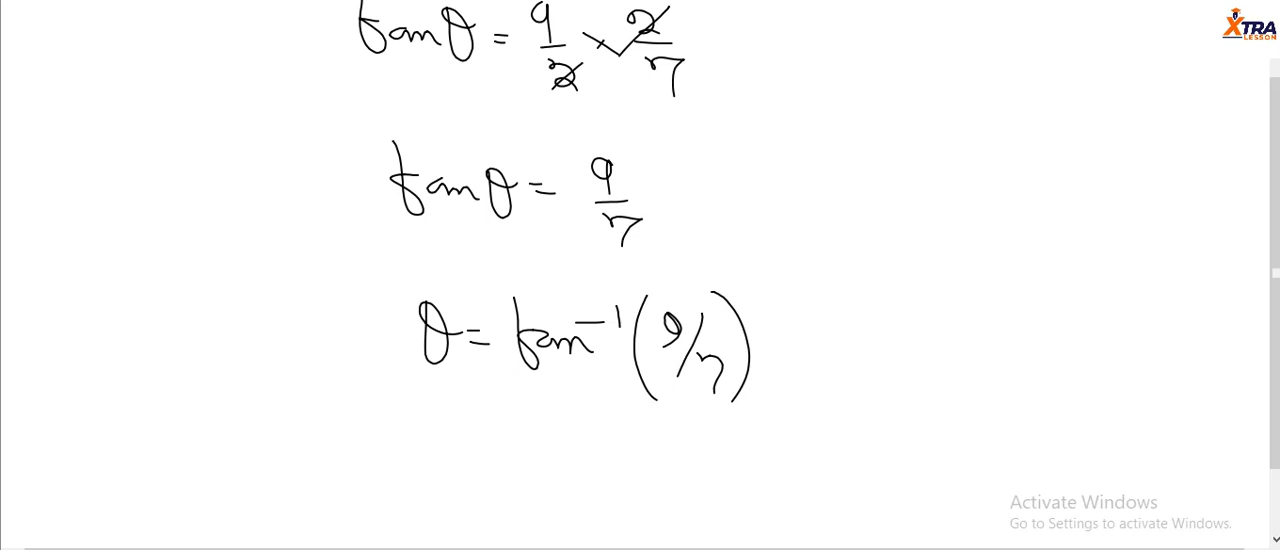 tanθ = 9/2 × 2/7
XTRA
LESSON
tanθ = 9/7
θ = tan⁻¹(9/7)
Activate Windows
Go to Settings to activate Windows.